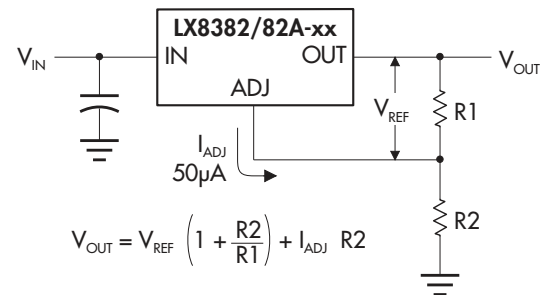 LX8382/82A-xx
V_IN IN OUT V_OUT
ADJ
V_REF R1
I_ADJ
50µA
R2
V_OUT = V_REF (1 + R2/R1) + I_ADJ R2